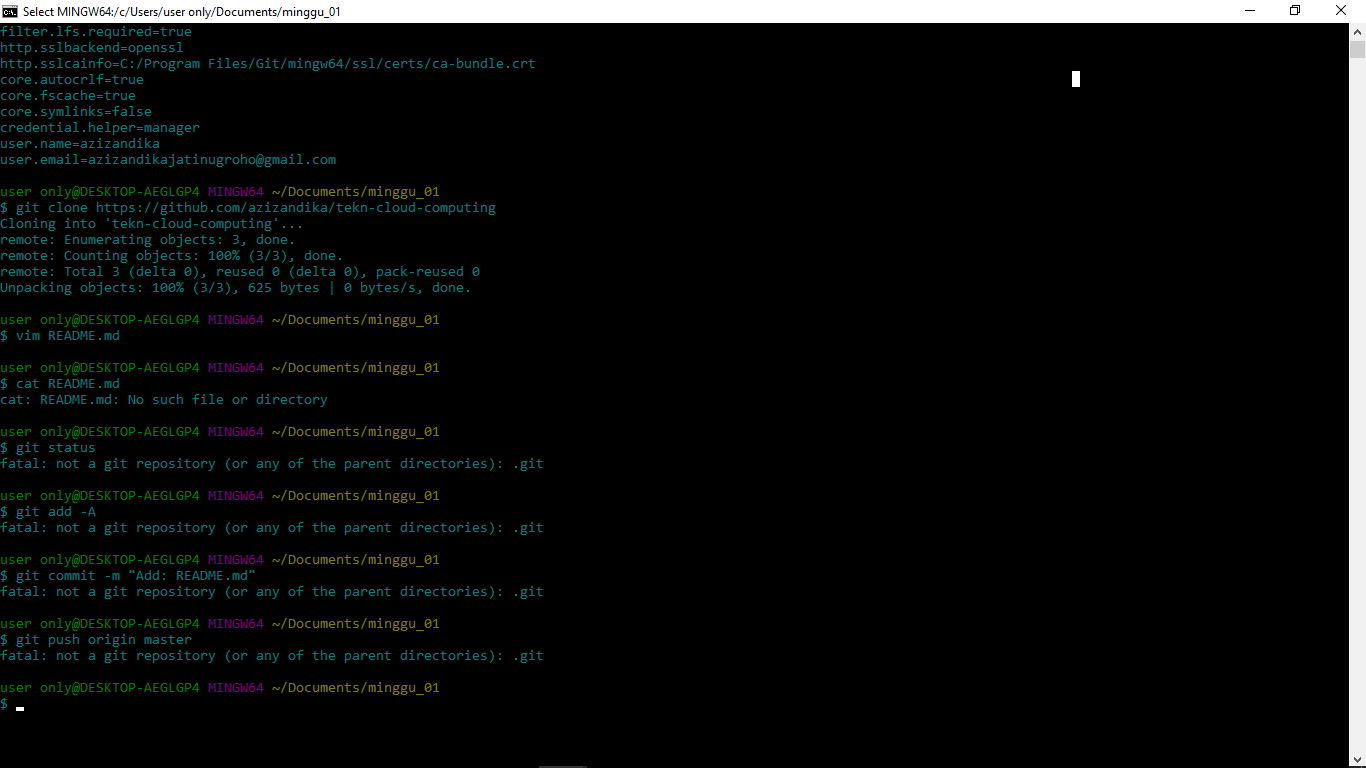 Select MINGW64:/c/Users/user only/Documents/minggu_01
filter.lfs.required=true
http.sslbackend=openssl
http.sslcainfo=C:/Program Files/Git/mingw64/ssl/certs/ca-bundle.crt
core.autocrlf=true
core.fscache=true
core.symlinks=false
credential.helper=manager
user.name=azizandika
user.email=azizandikajatinugroho@gmail.com
user only@DESKTOP-AEGLGP4 MINGW64 ~/Documents/minggu_01
$ git clone https://github.com/azizandika/tekn-cloud-computing
Cloning into 'tekn-cloud-computing'...
remote: Enumerating objects: 3, done.
remote: Counting objects: 100% (3/3), done.
remote: Total 3 (delta 0), reused 0 (delta 0), pack-reused 0
Unpacking objects: 100% (3/3), 625 bytes | 0 bytes/s, done.
user only@DESKTOP-AEGLGP4 MINGW64 ~/Documents/minggu_01
$ vim README.md
user only@DESKTOP-AEGLGP4 MINGW64 ~/Documents/minggu_01
$ cat README.md
cat: README.md: No such file or directory
user only@DESKTOP-AEGLGP4 MINGW64 ~/Documents/minggu_01
$ git status
fatal: not a git repository (or any of the parent directories): .git
user only@DESKTOP-AEGLGP4 MINGW64 ~/Documents/minggu_01
$ git add -A
fatal: not a git repository (or any of the parent directories): .git
user only@DESKTOP-AEGLGP4 MINGW64 ~/Documents/minggu_01
$ git commit -m "Add: README.md"
fatal: not a git repository (or any of the parent directories): .git
user only@DESKTOP-AEGLGP4 MINGW64 ~/Documents/minggu_01
$ git push origin master
fatal: not a git repository (or any of the parent directories): .git
user only@DESKTOP-AEGLGP4 MINGW64 ~/Documents/minggu_01
$